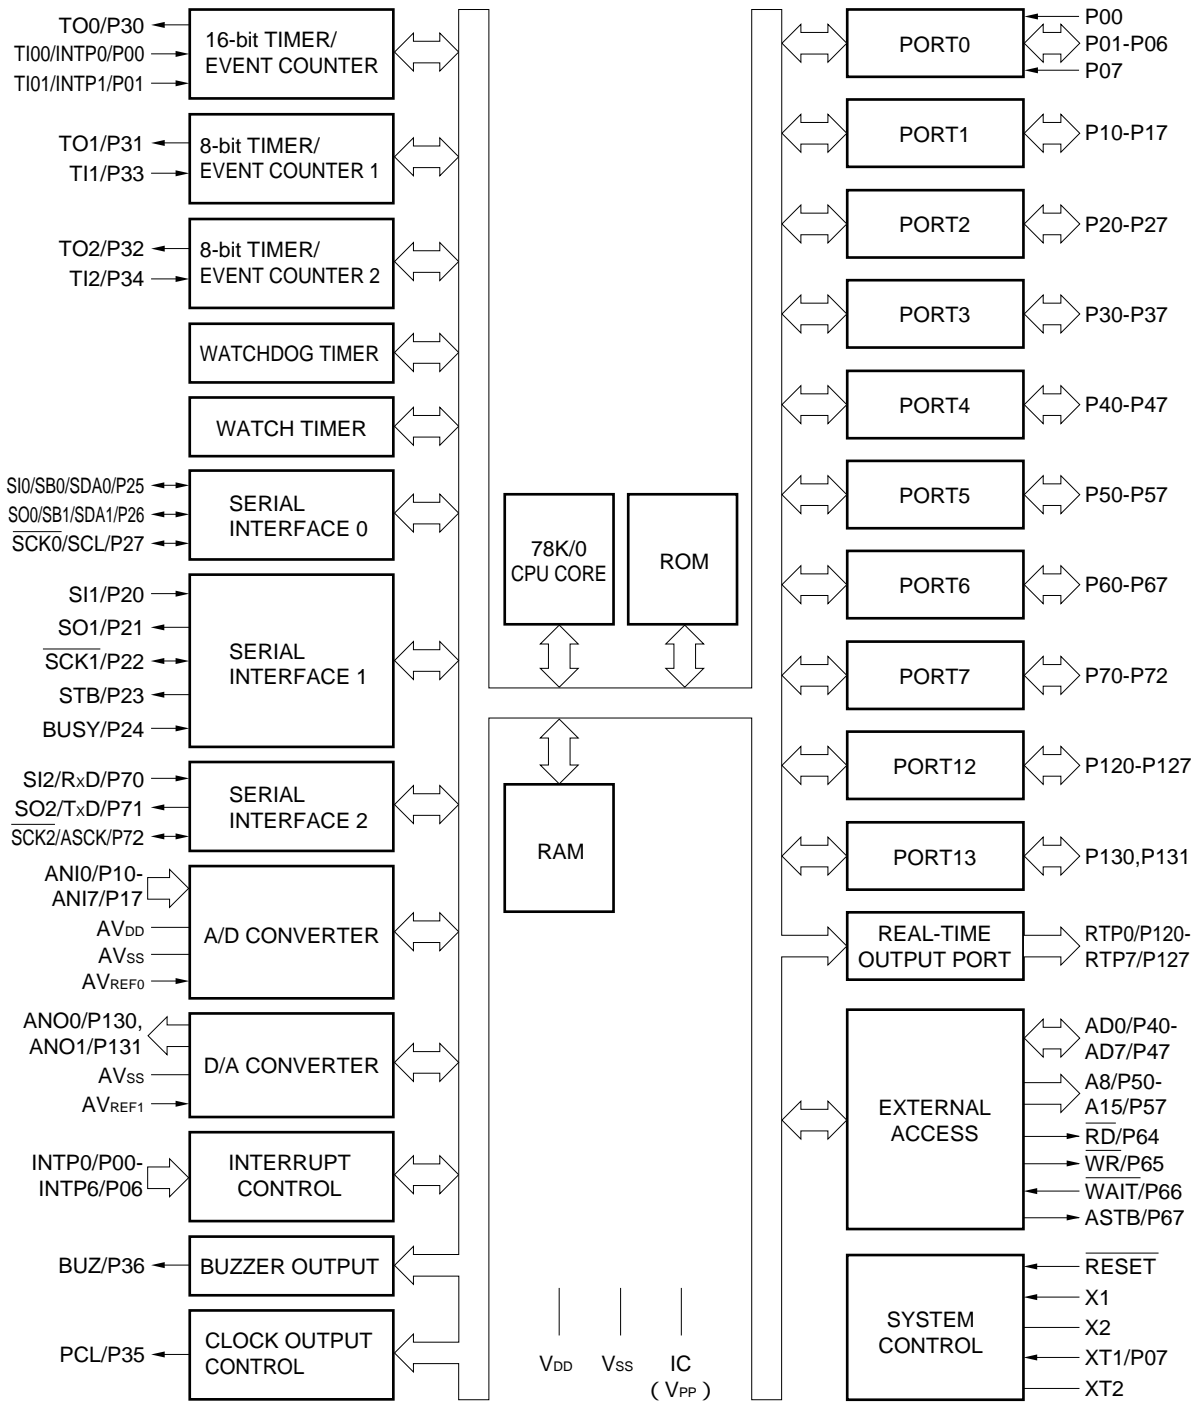 TO0/P30
TI00/INTP0/P00
TI01/INTP1/P01
16-bit TIMER/
EVENT COUNTER
TO1/P31
TI1/P33
8-bit TIMER/
EVENT COUNTER 1
TO2/P32
TI2/P34
8-bit TIMER/
EVENT COUNTER 2
WATCHDOG TIMER
WATCH TIMER
SI0/SB0/SDA0/P25
SO0/SB1/SDA1/P26
SCK0/SCL/P27
SERIAL
INTERFACE 0
SI1/P20
SO1/P21
SCK1/P22
STB/P23
BUSY/P24
SERIAL
INTERFACE 1
SI2/RxD/P70
SO2/TxD/P71
SCK2/ASCK/P72
SERIAL
INTERFACE 2
ANI0/P10-
ANI7/P17
AVDD
AVSS
AVREF0
A/D CONVERTER
ANO0/P130,
ANO1/P131
AVSS
AVREF1
D/A CONVERTER
INTP0/P00-
INTP6/P06
INTERRUPT
CONTROL
BUZ/P36
BUZZER OUTPUT
PCL/P35
CLOCK OUTPUT
CONTROL
78K/0
CPU CORE
ROM
RAM
VDD
VSS
IC
(VPP)
PORT0
P00
P01-P06
P07
PORT1
P10-P17
PORT2
P20-P27
PORT3
P30-P37
PORT4
P40-P47
PORT5
P50-P57
PORT6
P60-P67
PORT7
P70-P72
PORT12
P120-P127
PORT13
P130,P131
REAL-TIME
OUTPUT PORT
RTP0/P120-
RTP7/P127
EXTERNAL
ACCESS
AD0/P40-
AD7/P47
A8/P50-
A15/P57
RD/P64
WR/P65
WAIT/P66
ASTB/P67
SYSTEM
CONTROL
RESET
X1
X2
XT1/P07
XT2